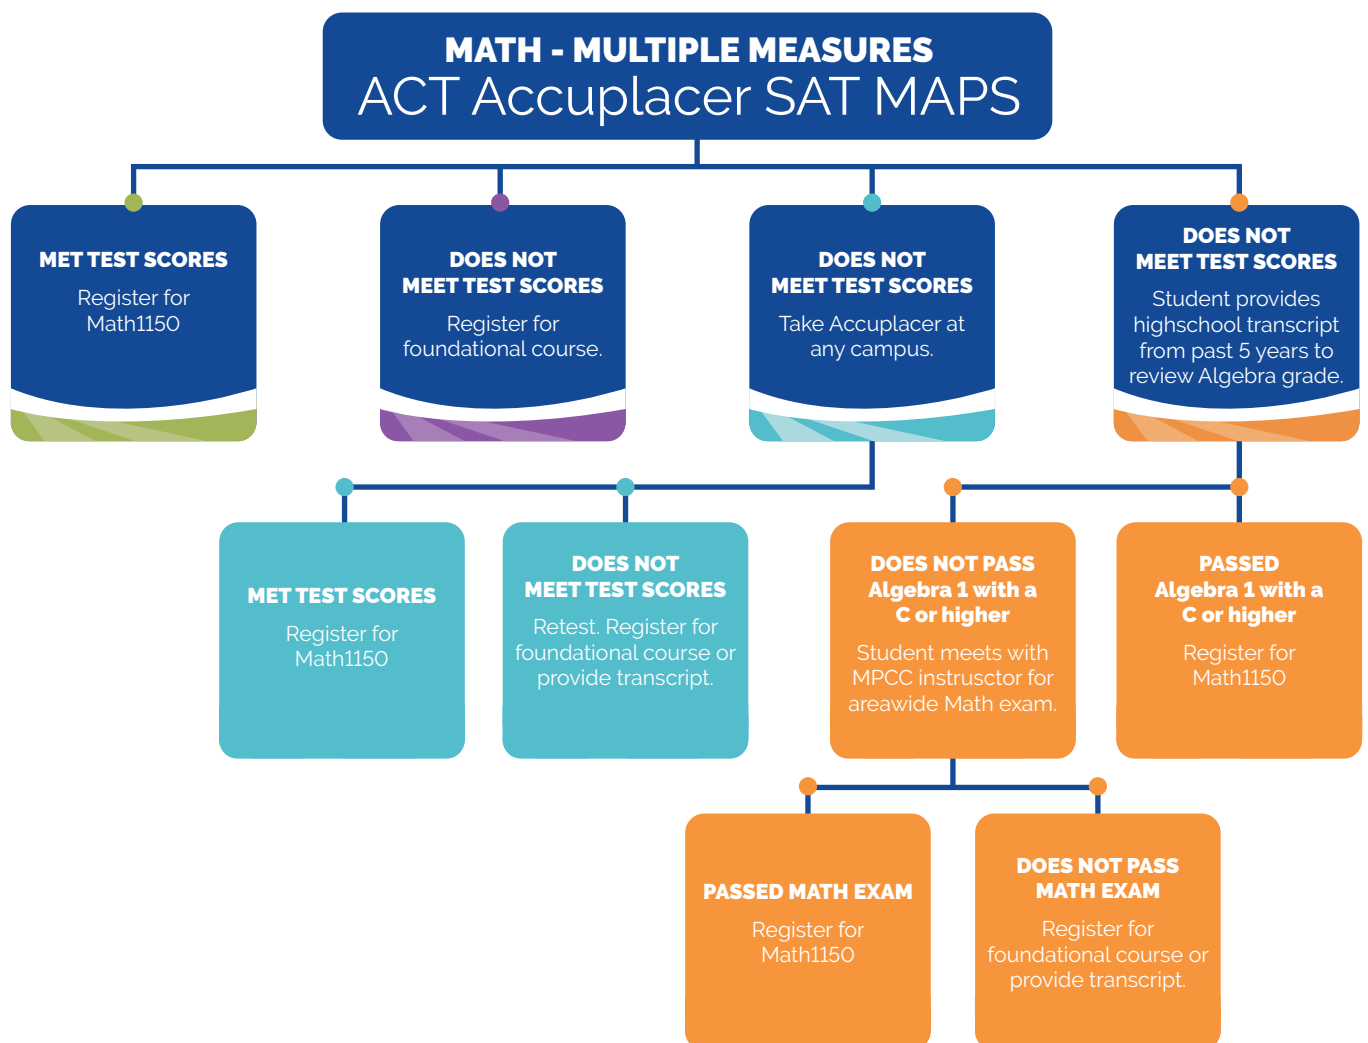 MATH - MULTIPLE MEASURES
ACT Accuplacer SAT MAPS
MET TEST SCORES
Register for
Math1150
DOES NOT
MEET TEST SCORES
Register for
foundational course.
DOES NOT
MEET TEST SCORES
Take Accuplacer at
any campus.
DOES NOT
MEET TEST SCORES
Student provides
highschool transcript
from past 5 years to
review Algebra grade.
MET TEST SCORES
Register for
Math1150
DOES NOT
MEET TEST SCORES
Retest. Register for
foundational course or
provide transcript.
DOES NOT PASS
Algebra 1 with a
C or higher
Student meets with
MPCC instrusctor for
areawide Math exam.
PASSED
Algebra 1 with a
C or higher
Register for
Math1150
PASSED MATH EXAM
Register for
Math1150
DOES NOT PASS
MATH EXAM
Register for
foundational course or
provide transcript.